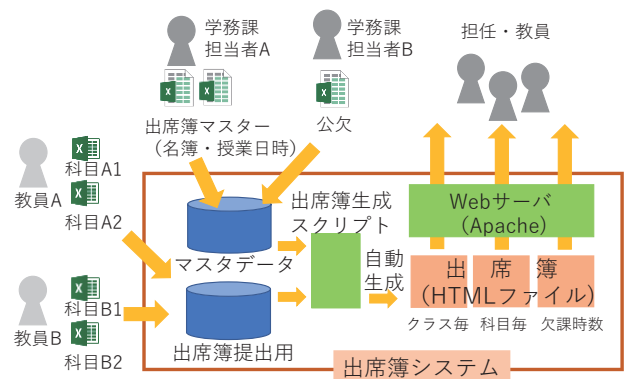 学務課
担当者A
学務課
担当者B
担任・教員
出席簿マスター
（名簿・授業日時）
公欠
教員A
科目A1
科目A2
教員B
科目B1
科目B2
マスタデータ
出席簿提出用
出席簿生成
スクリプト
自動
生成
Webサーバ
(Apache)
出 席 簿
(HTMLファイル)
クラス毎 科目毎 欠課時数
出席簿システム